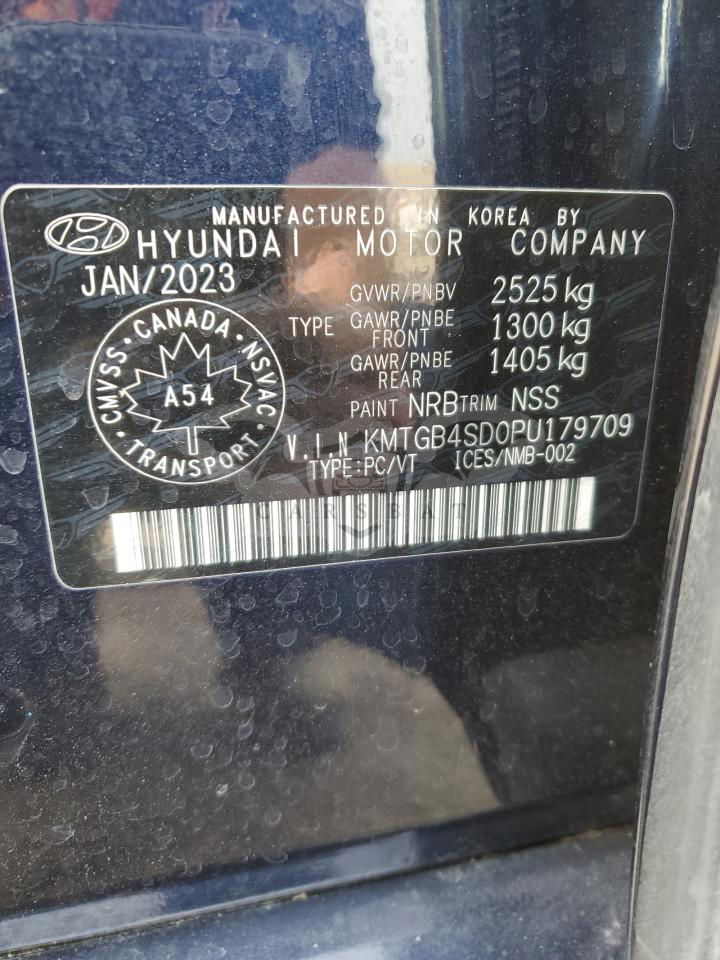 MANUFACTURED IN KOREA BY
HYUNDAI MOTOR COMPANY
JAN/2023
GVWR/PNBV 2525 kg
TYPE GAWR/PNBE FRONT 1300 kg
GAWR/PNBE REAR 1405 kg
CMVSS · CANADA · NSVAC · TRANSPORT ·
A54
PAINT NRB TRIM NSS
V.I.N KMTGB4SD0PU179709
TYPE:PC/VT ICES/NMB-002
CARSBAT